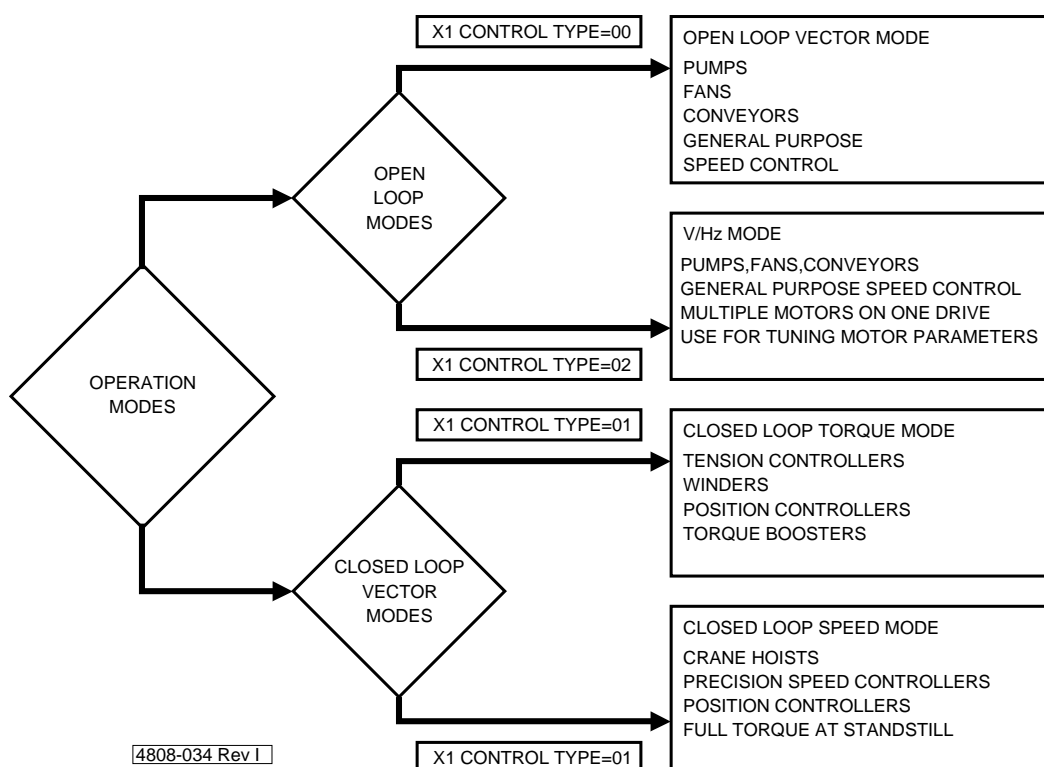 X1 CONTROL TYPE=00
OPEN LOOP VECTOR MODE
PUMPS
FANS
CONVEYORS
GENERAL PURPOSE
SPEED CONTROL
OPEN
LOOP
MODES
V/Hz MODE
PUMPS,FANS,CONVEYORS
GENERAL PURPOSE SPEED CONTROL
MULTIPLE MOTORS ON ONE DRIVE
USE FOR TUNING MOTOR PARAMETERS
X1 CONTROL TYPE=02
OPERATION
MODES
X1 CONTROL TYPE=01
CLOSED LOOP TORQUE MODE
TENSION CONTROLLERS
WINDERS
POSITION CONTROLLERS
TORQUE BOOSTERS
CLOSED LOOP
VECTOR
MODES
CLOSED LOOP SPEED MODE
CRANE HOISTS
PRECISION SPEED CONTROLLERS
POSITION CONTROLLERS
FULL TORQUE AT STANDSTILL
X1 CONTROL TYPE=01
4808-034 Rev I